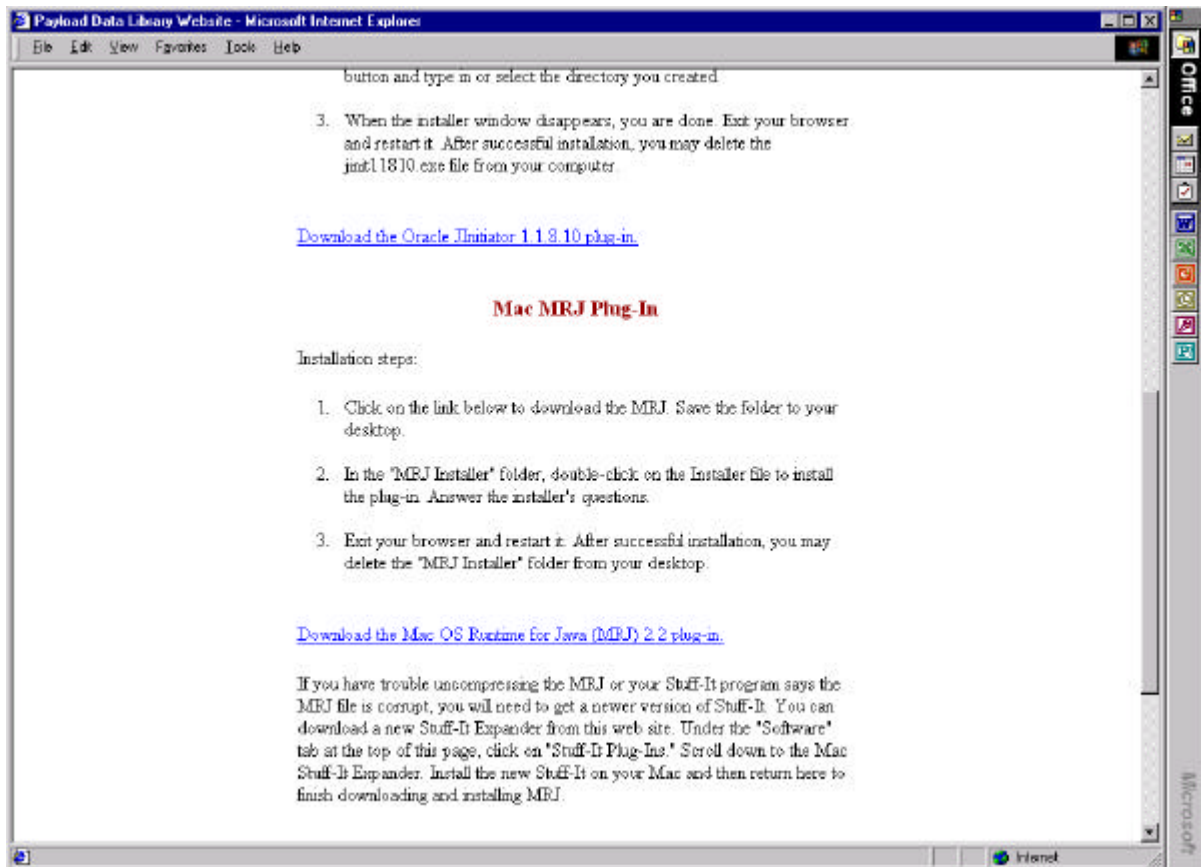 Payload Data Library Website - Microsoft Internet Explorer
File Edit View Favorites Tools Help
Office
button and type in or select the directory you created.
3. When the installer window disappears, you are done. Exit your browser
and restart it. After successful installation, you may delete the
jinit11810.exe file from your computer.
Download the Oracle JInitiator 1.1.8.10 plug-in.
Mac MRJ Plug-In
Installation steps:
1. Click on the link below to download the MRJ. Save the folder to your
desktop.
2. In the "MRJ Installer" folder, double-click on the Installer file to install
the plug-in. Answer the installer's questions.
3. Exit your browser and restart it. After successful installation, you may
delete the "MRJ Installer" folder from your desktop.
Download the Mac OS Runtime for Java (MRJ) 2.2 plug-in.
If you have trouble uncompressing the MRJ or your Stuff-It program says the
MRJ file is corrupt, you will need to get a newer version of Stuff-It. You can
download a new Stuff-It Expander from this web site. Under the "Software"
tab at the top of this page, click on "Stuff-It Plug-Ins." Scroll down to the Mac
Stuff-It Expander. Install the new Stuff-It on your Mac and then return here to
finish downloading and installing MRJ.
Microsoft
Internet